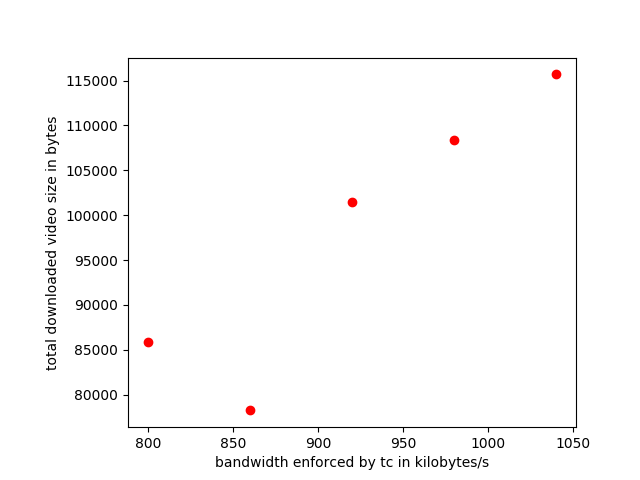 115000
110000
105000
100000
95000
90000
85000
80000
total downloaded video size in bytes
800 850 900 950 1000 1050
bandwidth enforced by tc in kilobytes/s